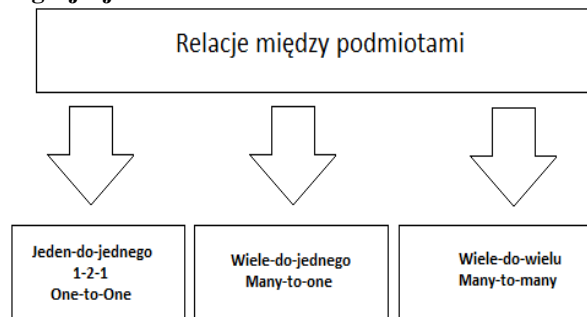 Relacje między podmiotami
Jeden-do-jednego
1-2-1
One-to-One
Wiele-do-jednego
Many-to-one
Wiele-do-wielu
Many-to-many